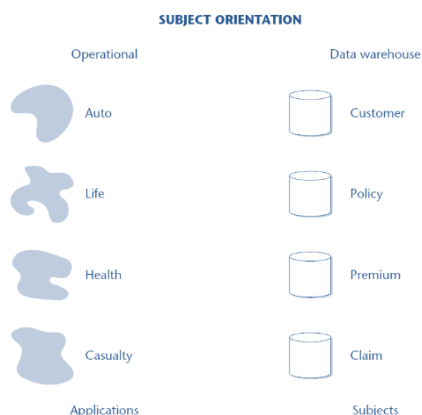 SUBJECT ORIENTATION
Operational Data warehouse
Auto Customer
Life Policy
Health Premium
Casualty Claim
Applications Subjects